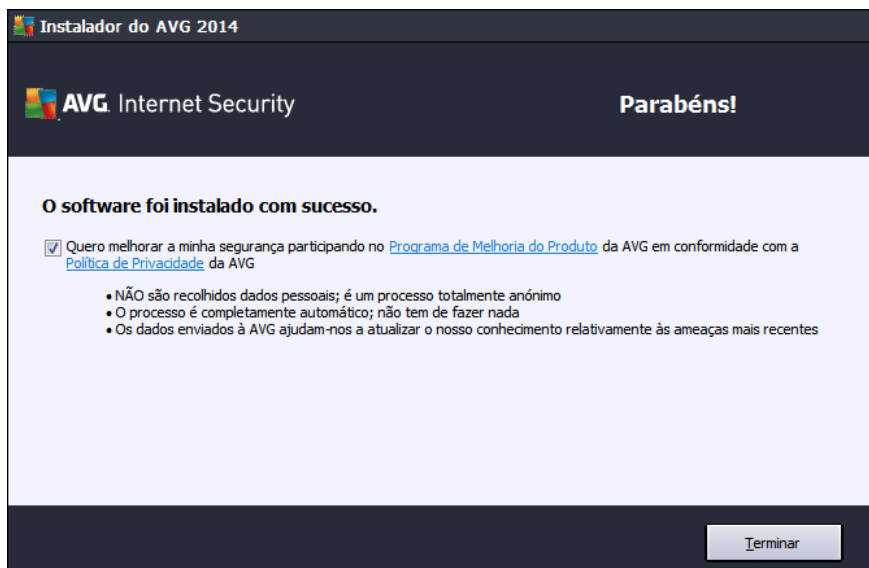 Instalador do AVG 2014
AVG. Internet Security
Parabéns!
O software foi instalado com sucesso.
Quero melhorar a minha segurança participando no Programa de Melhoria do Produto da AVG em conformidade com a
Política de Privacidade da AVG
• NÃO são recolhidos dados pessoais; é um processo totalmente anónimo
• O processo é completamente automático; não tem de fazer nada
• Os dados enviados à AVG ajudam-nos a atualizar o nosso conhecimento relativamente às ameaças mais recentes
Terminar